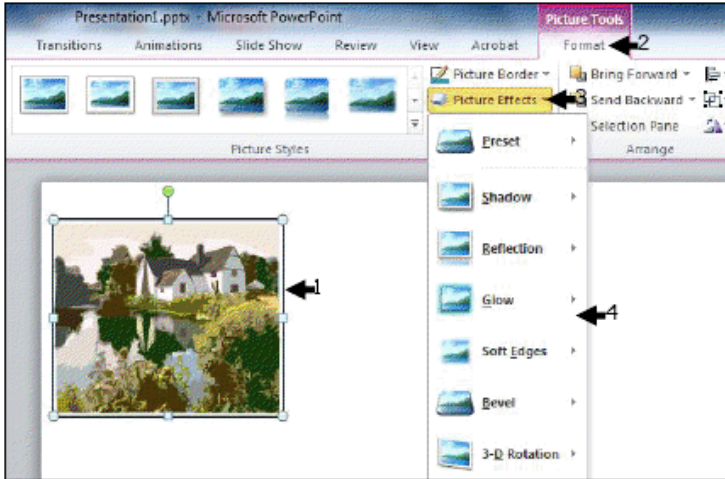 Presentation1.pptx - Microsoft PowerPoint
Picture Tools
Transitions Animations Slide Show Review View Acrobat Format 2
Picture Border Bring Forward
Picture Effects 3 Send Backward
Selection Pane
Picture Styles Arrange
Preset
Shadow
Reflection
1
Glow
4
Soft Edges
Bevel
3-D Rotation